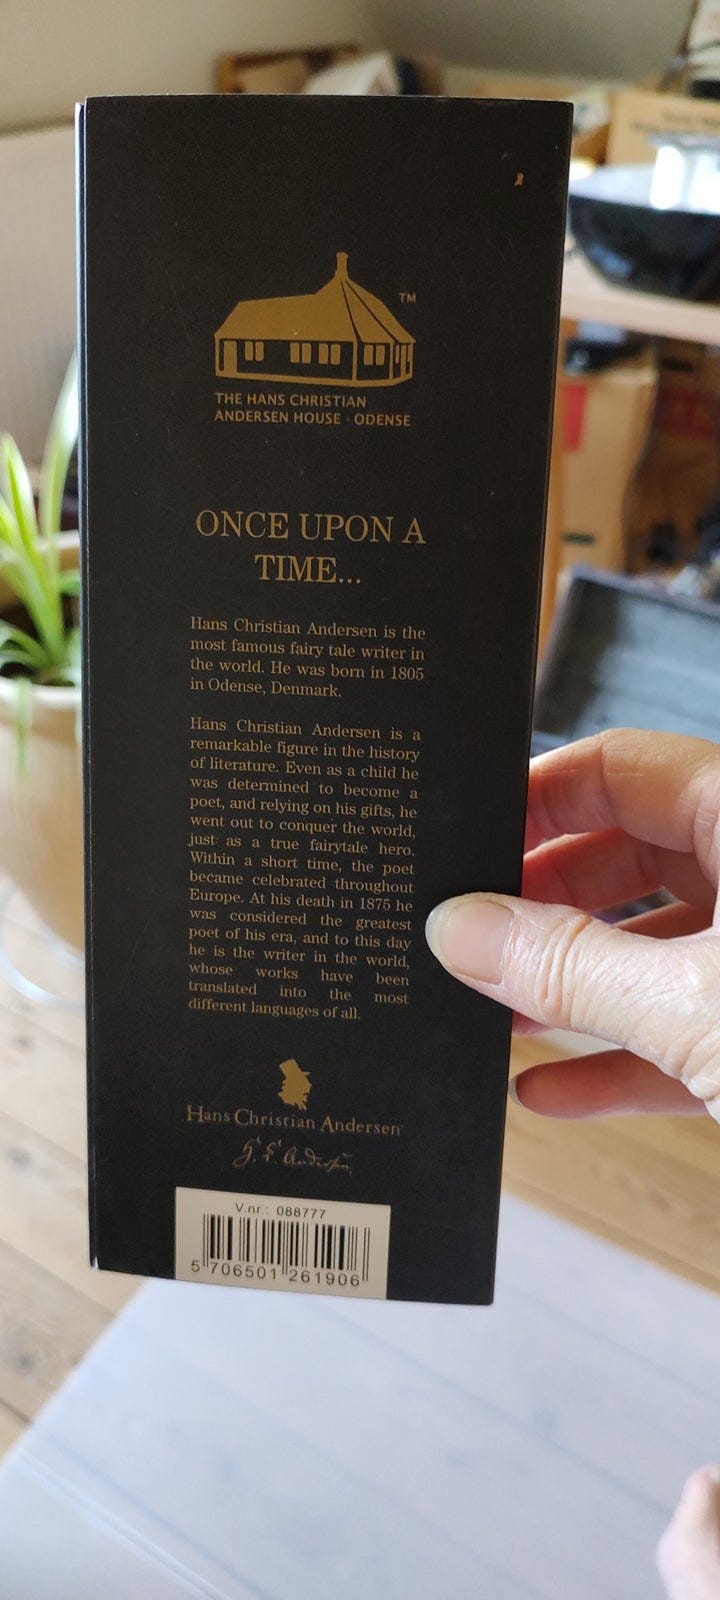 TM
THE HANS CHRISTIAN
ANDERSEN HOUSE · ODENSE
ONCE UPON A
TIME...
Hans Christian Andersen is the
most famous fairy tale writer in
the world. He was born in 1805
in Odense, Denmark.
Hans Christian Andersen is a
remarkable figure in the history
of literature. Even as a child he
was determined to become a
poet, and relying on his gifts, he
went out to conquer the world,
just as a true fairytale hero.
Within a short time, the poet
became celebrated throughout
Europe. At his death in 1875 he
was considered the greatest
poet of his era, and to this day
he is the writer in the world,
whose works have been
translated into the most
different languages of all.
Hans Christian Andersen
H. C. Andersen
V.nr.: 088777
5 706501 261906